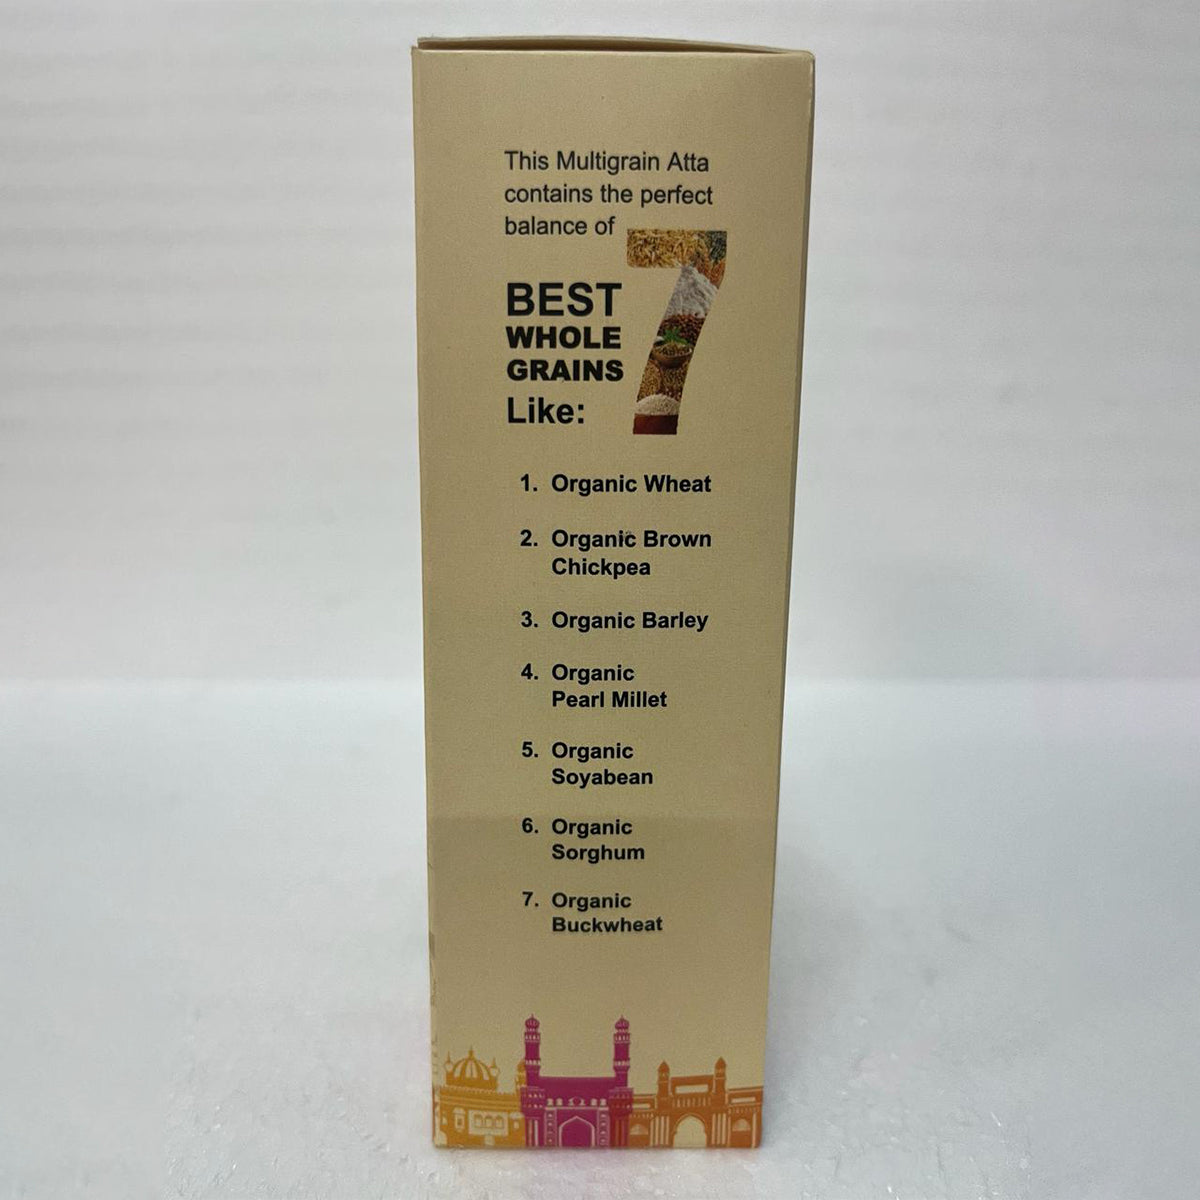 This Multigrain Atta
contains the perfect
balance of 7
BEST
WHOLE
GRAINS
Like:
1. Organic Wheat
2. Organic Brown
Chickpea
3. Organic Barley
4. Organic
Pearl Millet
5. Organic
Soyabean
6. Organic
Sorghum
7. Organic
Buckwheat